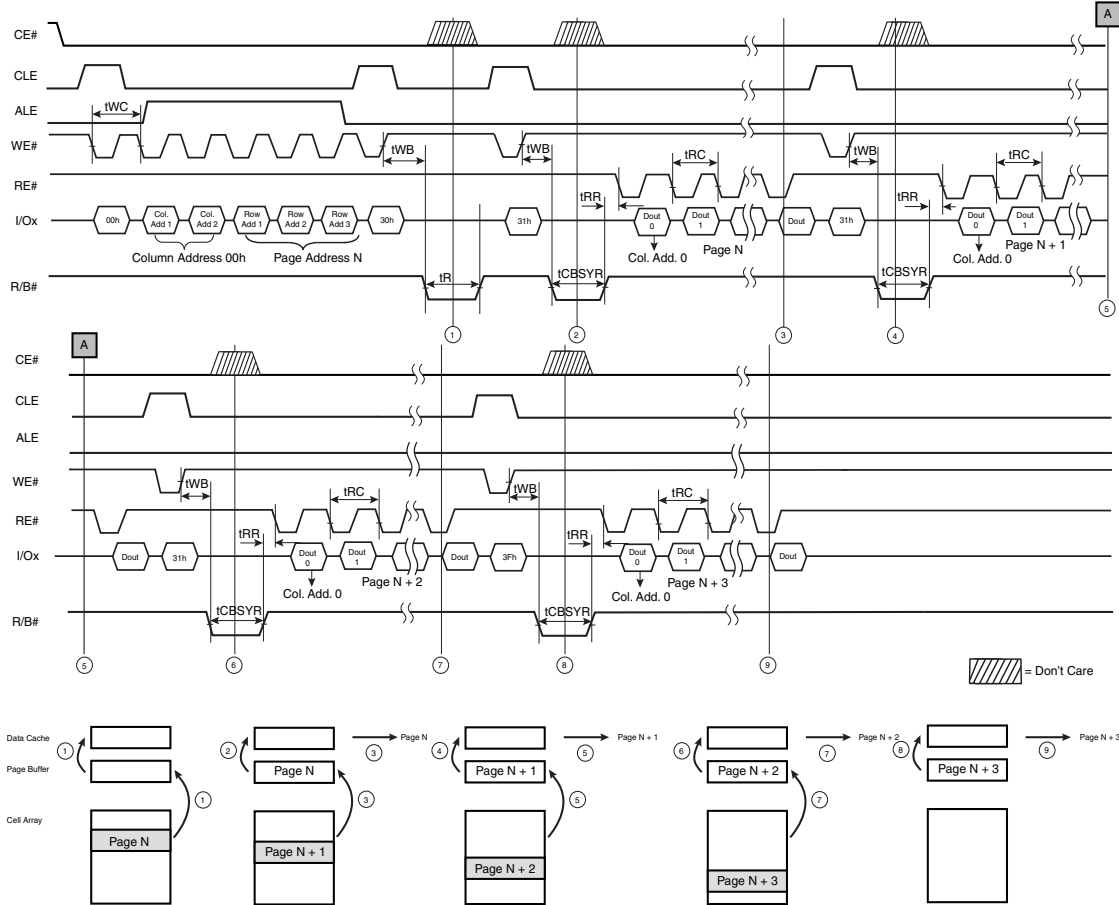 A
CE#
CLE
tWC
ALE
WE#
tWB
tWB
tWB
tRC
tRC
RE#
tRR
tRR
I/Ox
00h
Col. Add 1
Col. Add 2
Row Add 1
Row Add 2
Row Add 3
30h
31h
Dout 0
Dout 1
Dout
31h
Dout 0
Dout 1
Column Address 00h
Page Address N
Page N
Col. Add. 0
Page N + 1
Col. Add. 0
R/B#
tR
tCBSYR
tCBSYR
1
2
3
4
5
A
CE#
CLE
ALE
WE#
tWB
tWB
tRC
tRC
RE#
tRR
tRR
I/Ox
Dout
31h
Dout 0
Dout 1
Dout
3Fh
Dout 0
Dout 1
Dout
Page N + 2
Col. Add. 0
Page N + 3
Col. Add. 0
R/B#
tCBSYR
tCBSYR
5
6
7
8
9
= Don't Care
Data Cache
1
2
3
Page N
4
5
Page N + 1
6
7
Page N + 2
8
9
Page N + 3
Page Buffer
Page N
Page N + 1
Page N + 2
Page N + 3
1
3
5
7
Cell Array
Page N
Page N + 1
Page N + 2
Page N + 3